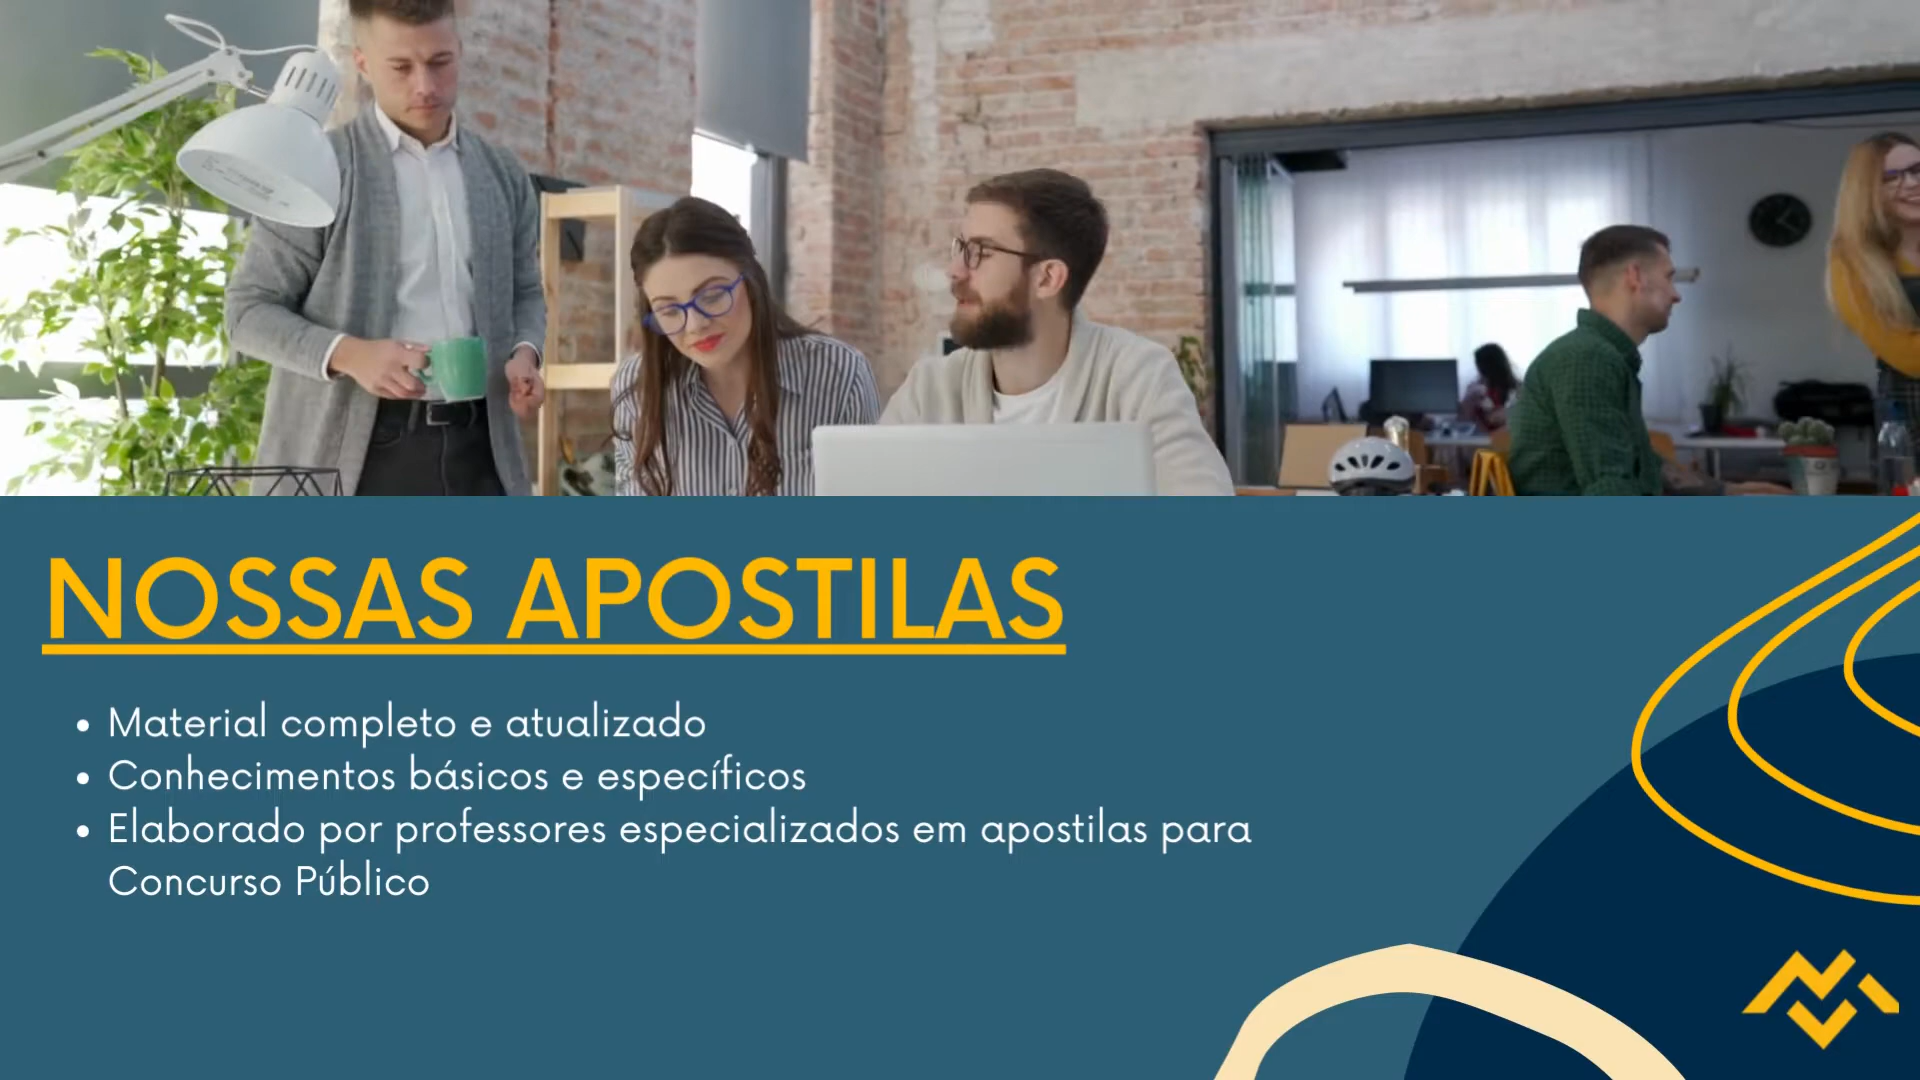 NOSSAS APOSTILAS
• Material completo e atualizado
• Conhecimentos básicos e específicos
• Elaborado por professores especializados em apostilas para
Concurso Público